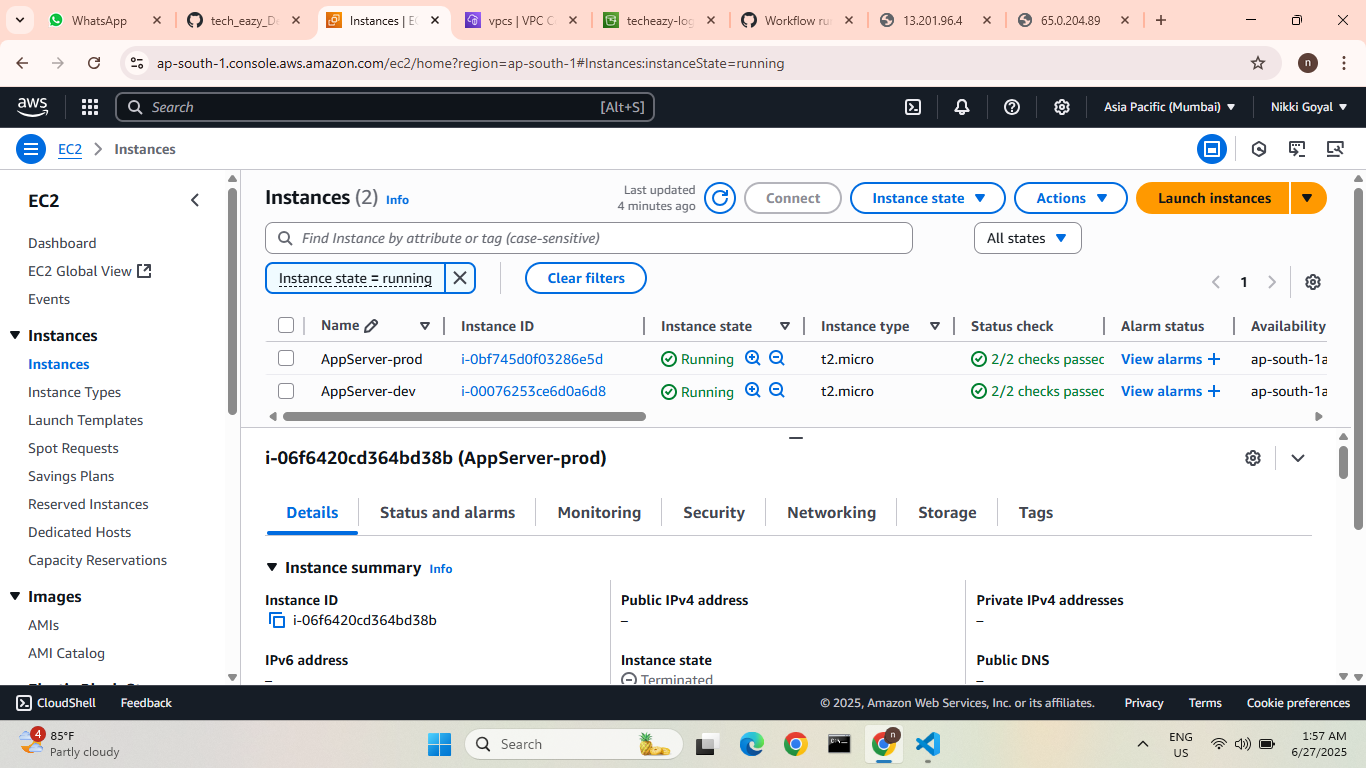 WhatsApp
tech_eazy_De
Instances | EC
vpcs | VPC C
techeazy-log
Workflow ru
13.201.96.4
65.0.204.89
ap-south-1.console.aws.amazon.com/ec2/home?region=ap-south-1#Instances:instanceState=running
n
aws
Search
[Alt+S]
Asia Pacific (Mumbai)
Nikki Goyal
EC2
Instances
EC2
Dashboard
EC2 Global View
Events
Instances
Instances
Instance Types
Launch Templates
Spot Requests
Savings Plans
Reserved Instances
Dedicated Hosts
Capacity Reservations
Images
AMIs
AMI Catalog
Instances (2) Info
Last updated
4 minutes ago
Connect
Instance state
Actions
Launch instances
Find Instance by attribute or tag (case-sensitive)
All states
Instance state = running
Clear filters
1
Name Instance ID Instance state Instance type Status check Alarm status Availability
AppServer-prod i-0bf745d0f03286e5d Running t2.micro 2/2 checks passed View alarms + ap-south-1a
AppServer-dev i-00076253ce6d0a6d8 Running t2.micro 2/2 checks passed View alarms + ap-south-1a
i-06f6420cd364bd38b (AppServer-prod)
Details
Status and alarms
Monitoring
Security
Networking
Storage
Tags
Instance summary Info
Instance ID
i-06f6420cd364bd38b
Public IPv4 address
–
Private IPv4 addresses
–
IPv6 address
–
Instance state
Terminated
Public DNS
–
CloudShell
Feedback
© 2025, Amazon Web Services, Inc. or its affiliates.
Privacy
Terms
Cookie preferences
4
85°F
Partly cloudy
Search
n
ENG
US
1:57 AM
6/27/2025